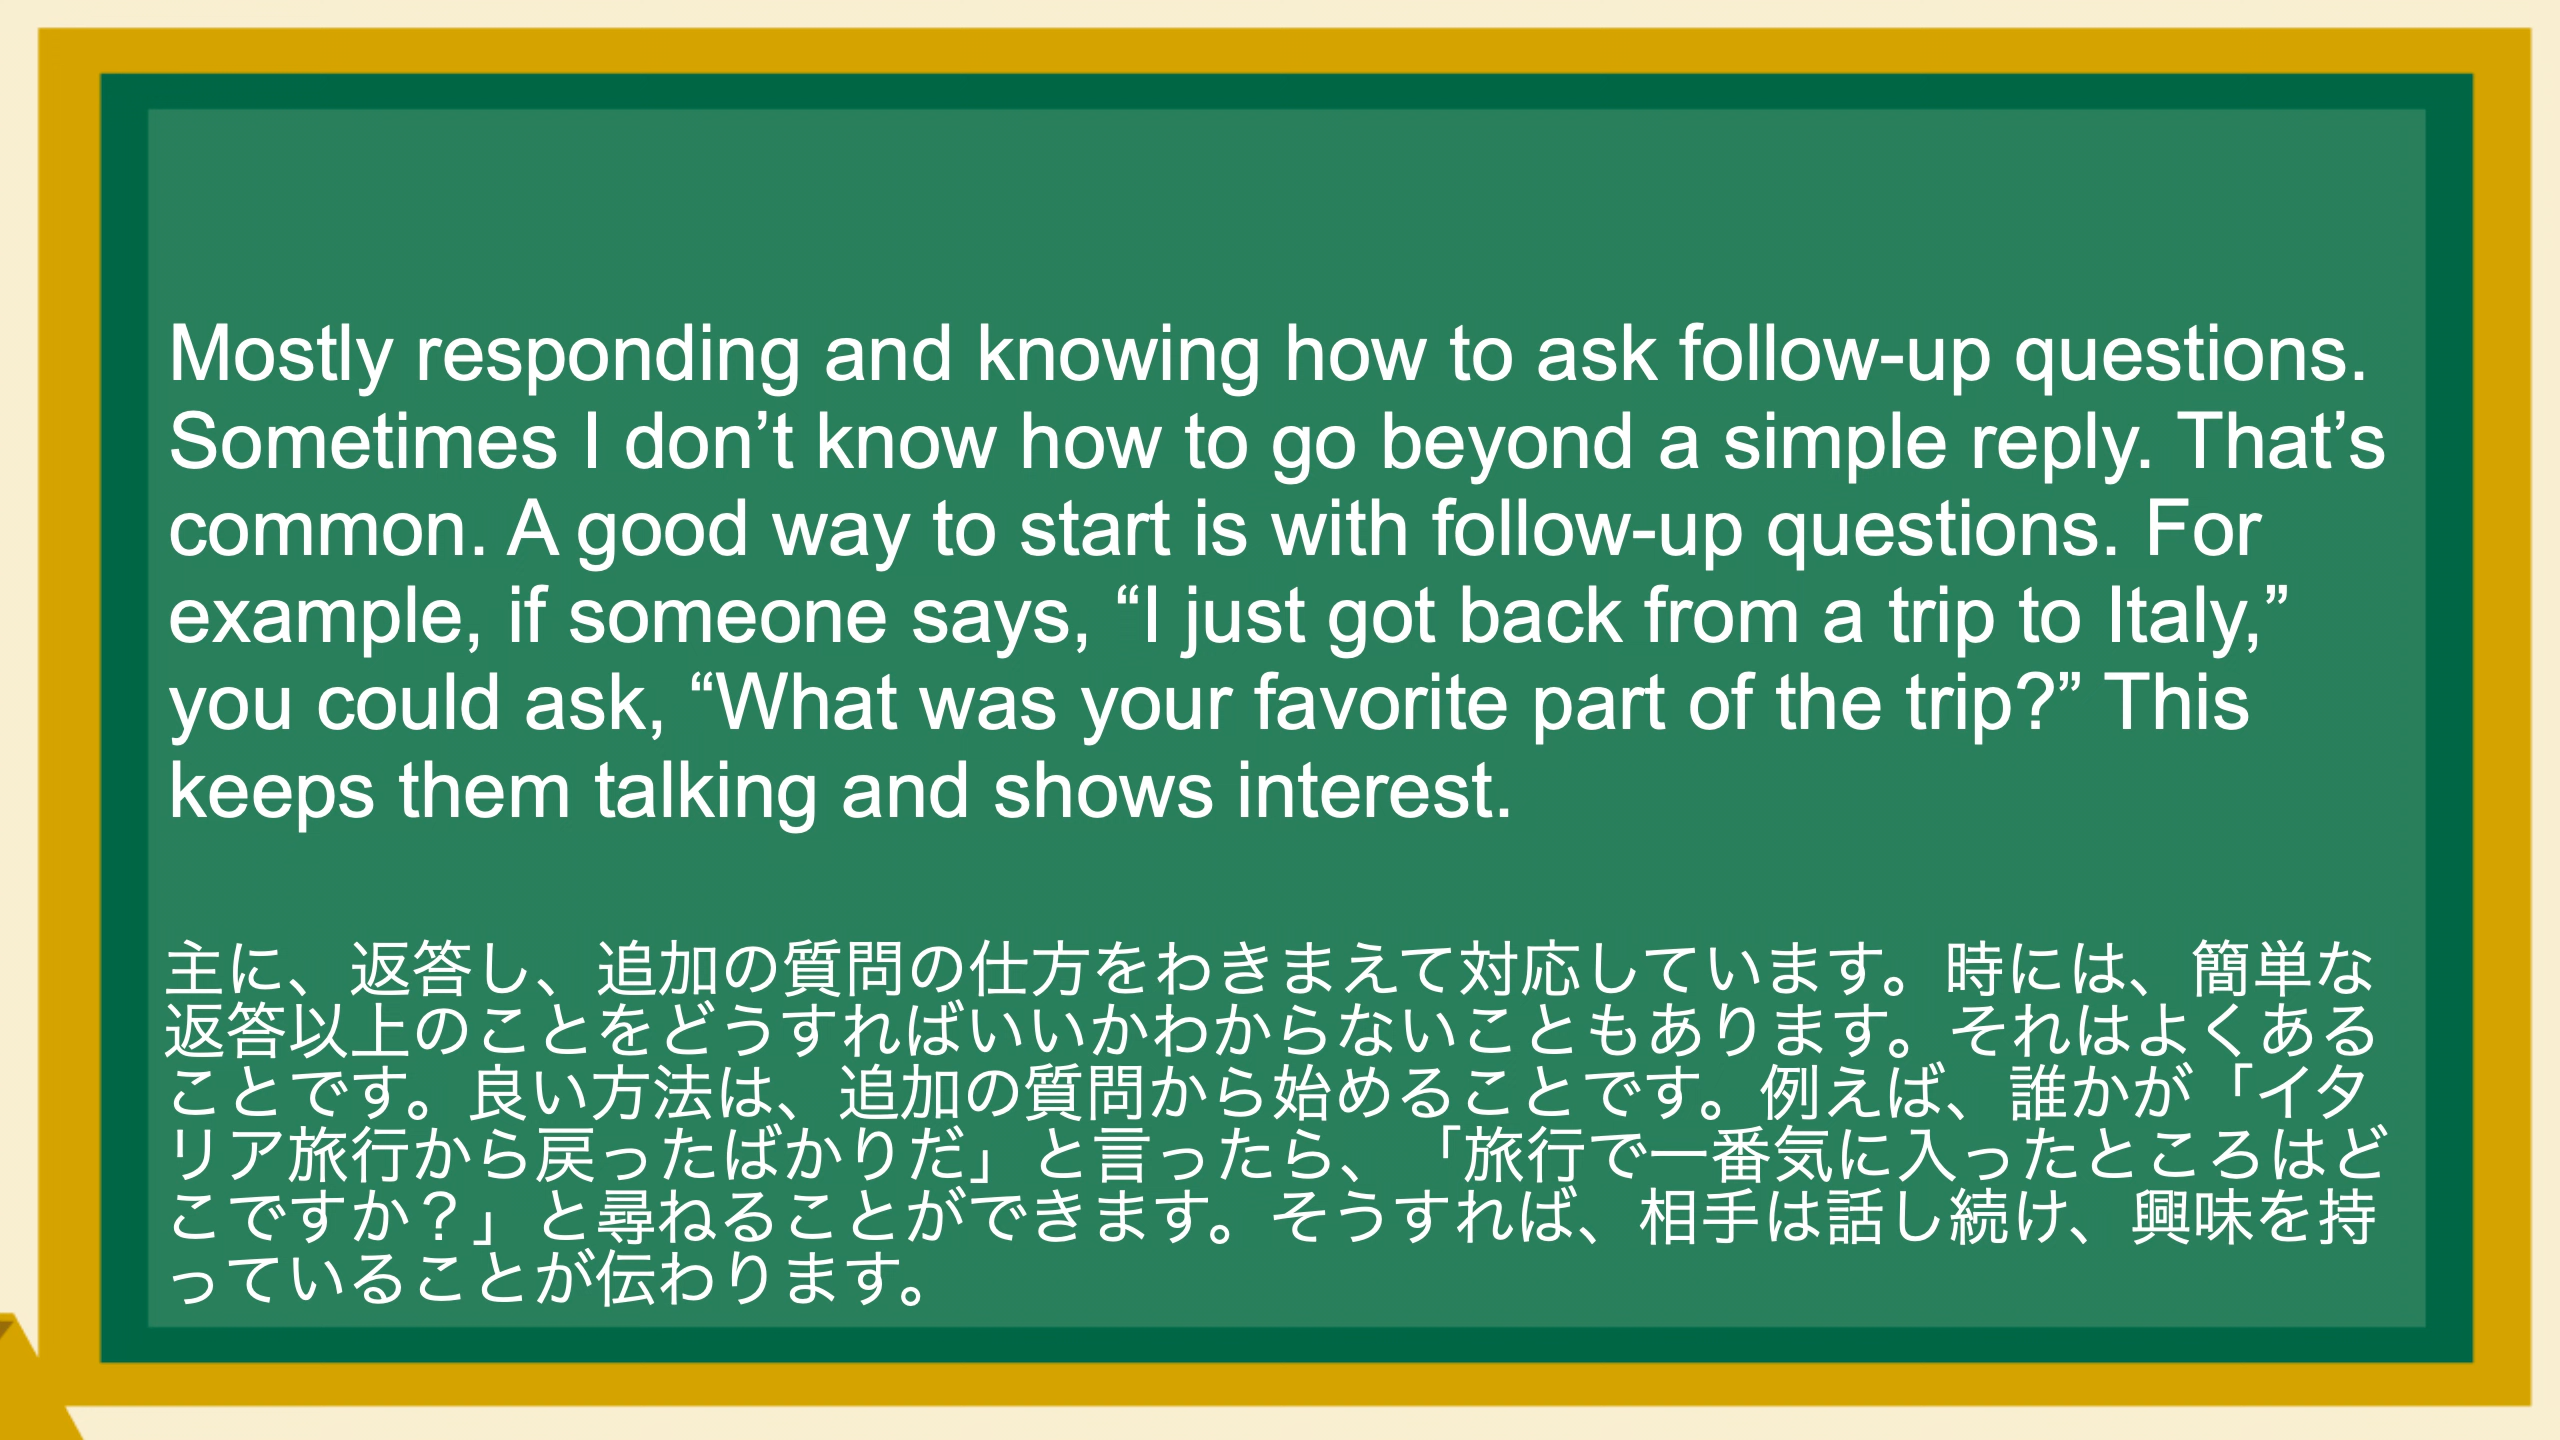 Mostly responding and knowing how to ask follow-up questions.
Sometimes I don’t know how to go beyond a simple reply. That’s
common. A good way to start is with follow-up questions. For
example, if someone says, “I just got back from a trip to Italy,”
you could ask, “What was your favorite part of the trip?” This
keeps them talking and shows interest.
主に、返答し、追加の質問の仕方をわきまえて対応しています。時には、簡単な
返答以上のことをどうすればいいかわからないこともあります。それはよくある
ことです。良い方法は、追加の質問から始めることです。例えば、誰かが「イタ
リア旅行から戻ったばかりだ」と言ったら、「旅行で一番気に入ったところはど
こですか？」と尋ねることができます。そうすれば、相手は話し続け、興味を持
っていることが伝わります。